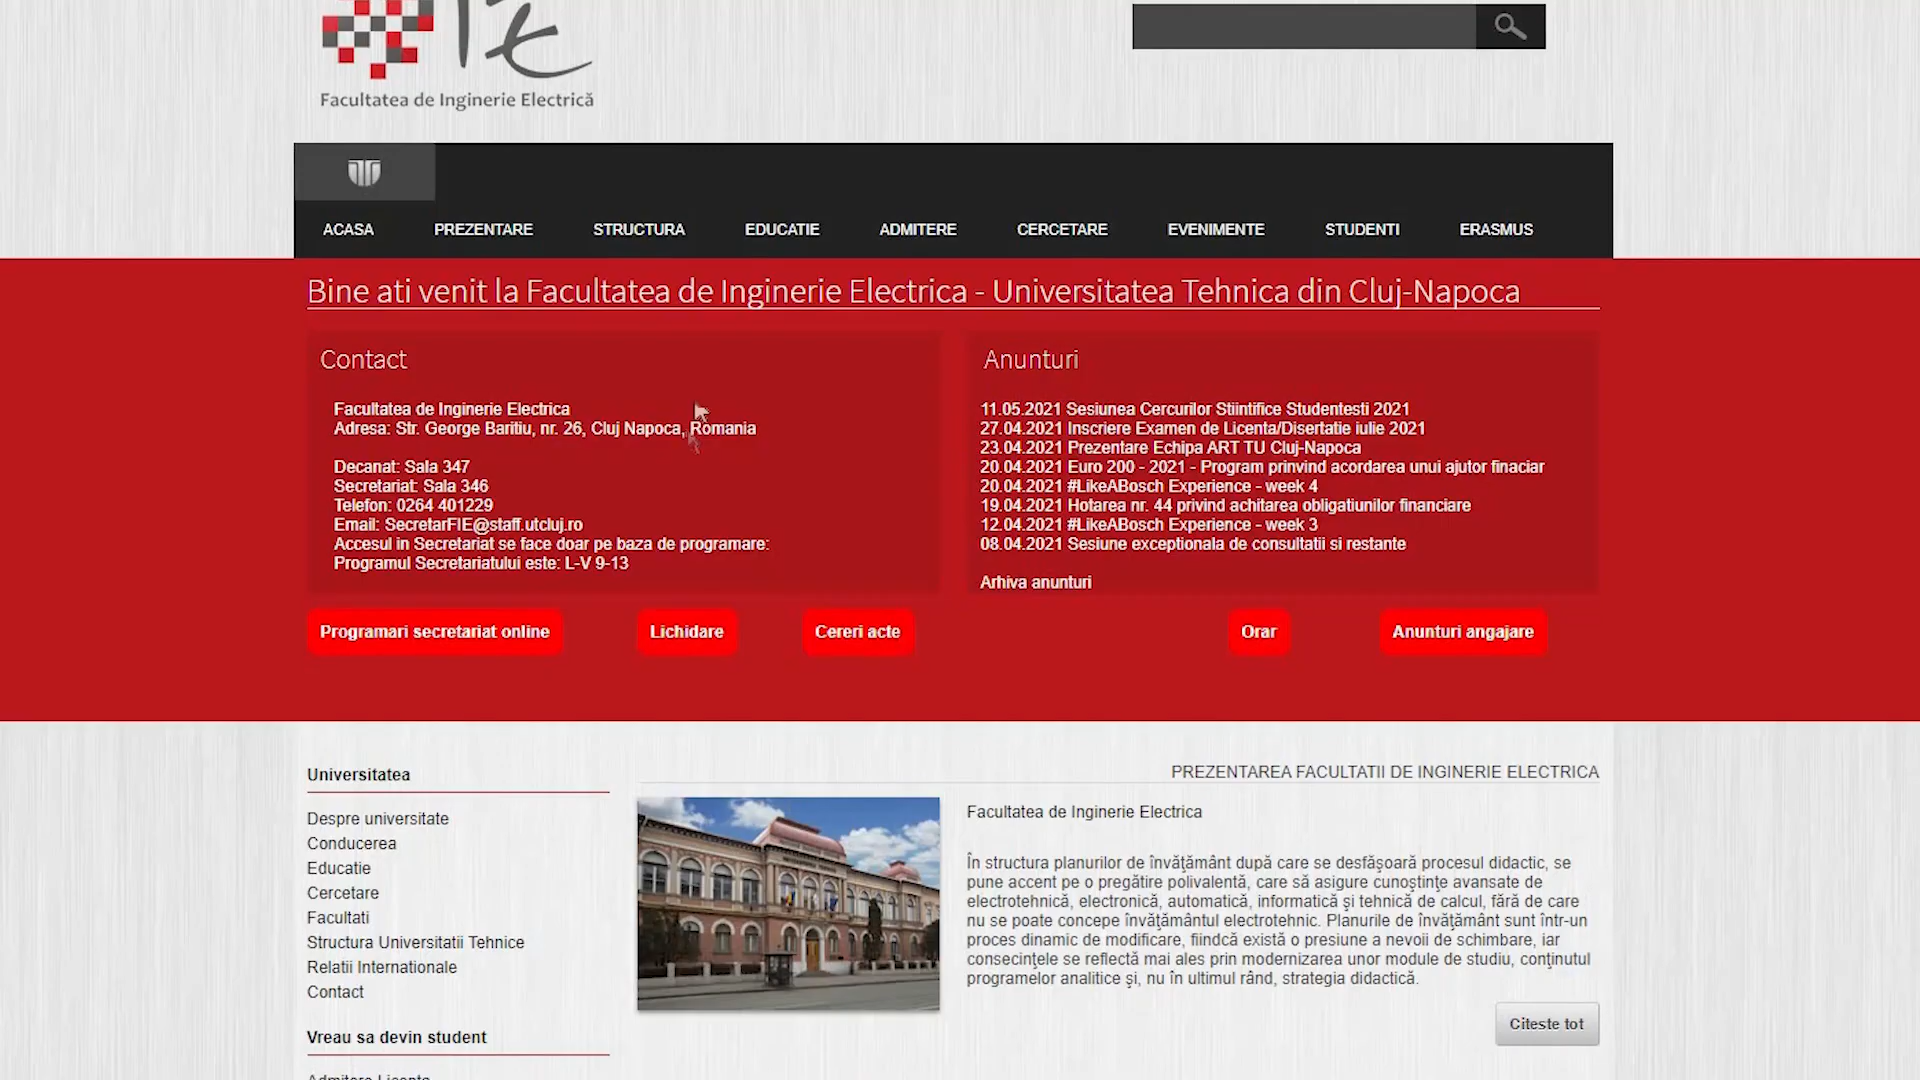 Facultatea de Inginerie Electrică
ACASA PREZENTARE STRUCTURA EDUCATIE ADMITERE CERCETARE EVENIMENTE STUDENTI ERASMUS
Bine ati venit la Facultatea de Inginerie Electrica - Universitatea Tehnica din Cluj-Napoca
Contact
Facultatea de Inginerie Electrica
Adresa: Str. George Baritiu, nr. 26, Cluj Napoca, Romania
Decanat: Sala 347
Secretariat: Sala 346
Telefon: 0264 401229
Email: SecretarFIE@staff.utcluj.ro
Accesul in Secretariat se face doar pe baza de programare:
Programul Secretariatului este: L-V 9-13
Anunturi
11.05.2021 Sesiunea Cercurilor Stiintifice Studentesti 2021
27.04.2021 Inscriere Examen de Licenta/Disertatie iulie 2021
23.04.2021 Prezentare Echipa ART TU Cluj-Napoca
20.04.2021 Euro 200 - 2021 - Program prinvind acordarea unui ajutor finaciar
20.04.2021 #LikeABosch Experience - week 4
19.04.2021 Hotarea nr. 44 privind achitarea obligatiunilor financiare
12.04.2021 #LikeABosch Experience - week 3
08.04.2021 Sesiune exceptionala de consultatii si restante
Arhiva anunturi
Programari secretariat online Lichidare Cereri acte Orar Anunturi angajare
Universitatea
Despre universitate
Conducerea
Educatie
Cercetare
Facultati
Structura Universitatii Tehnice
Relatii Internationale
Contact
Vreau sa devin student
Admitere Licenta
PREZENTAREA FACULTATII DE INGINERIE ELECTRICA
Facultatea de Inginerie Electrica
În structura planurilor de învăţământ după care se desfăşoară procesul didactic, se
pune accent pe o pregătire polivalentă, care să asigure cunoştinţe avansate de
electrotehnică, electronică, automatică, informatică şi tehnică de calcul, fără de care
nu se poate concepe învăţământul electrotehnic. Planurile de învăţământ sunt într-un
proces dinamic de modificare, fiindcă există o presiune a nevoii de schimbare, iar
consecinţele se reflectă mai ales prin modernizarea unor module de studiu, conţinutul
programelor analitice şi, nu în ultimul rând, strategia didactică.
Citeste tot